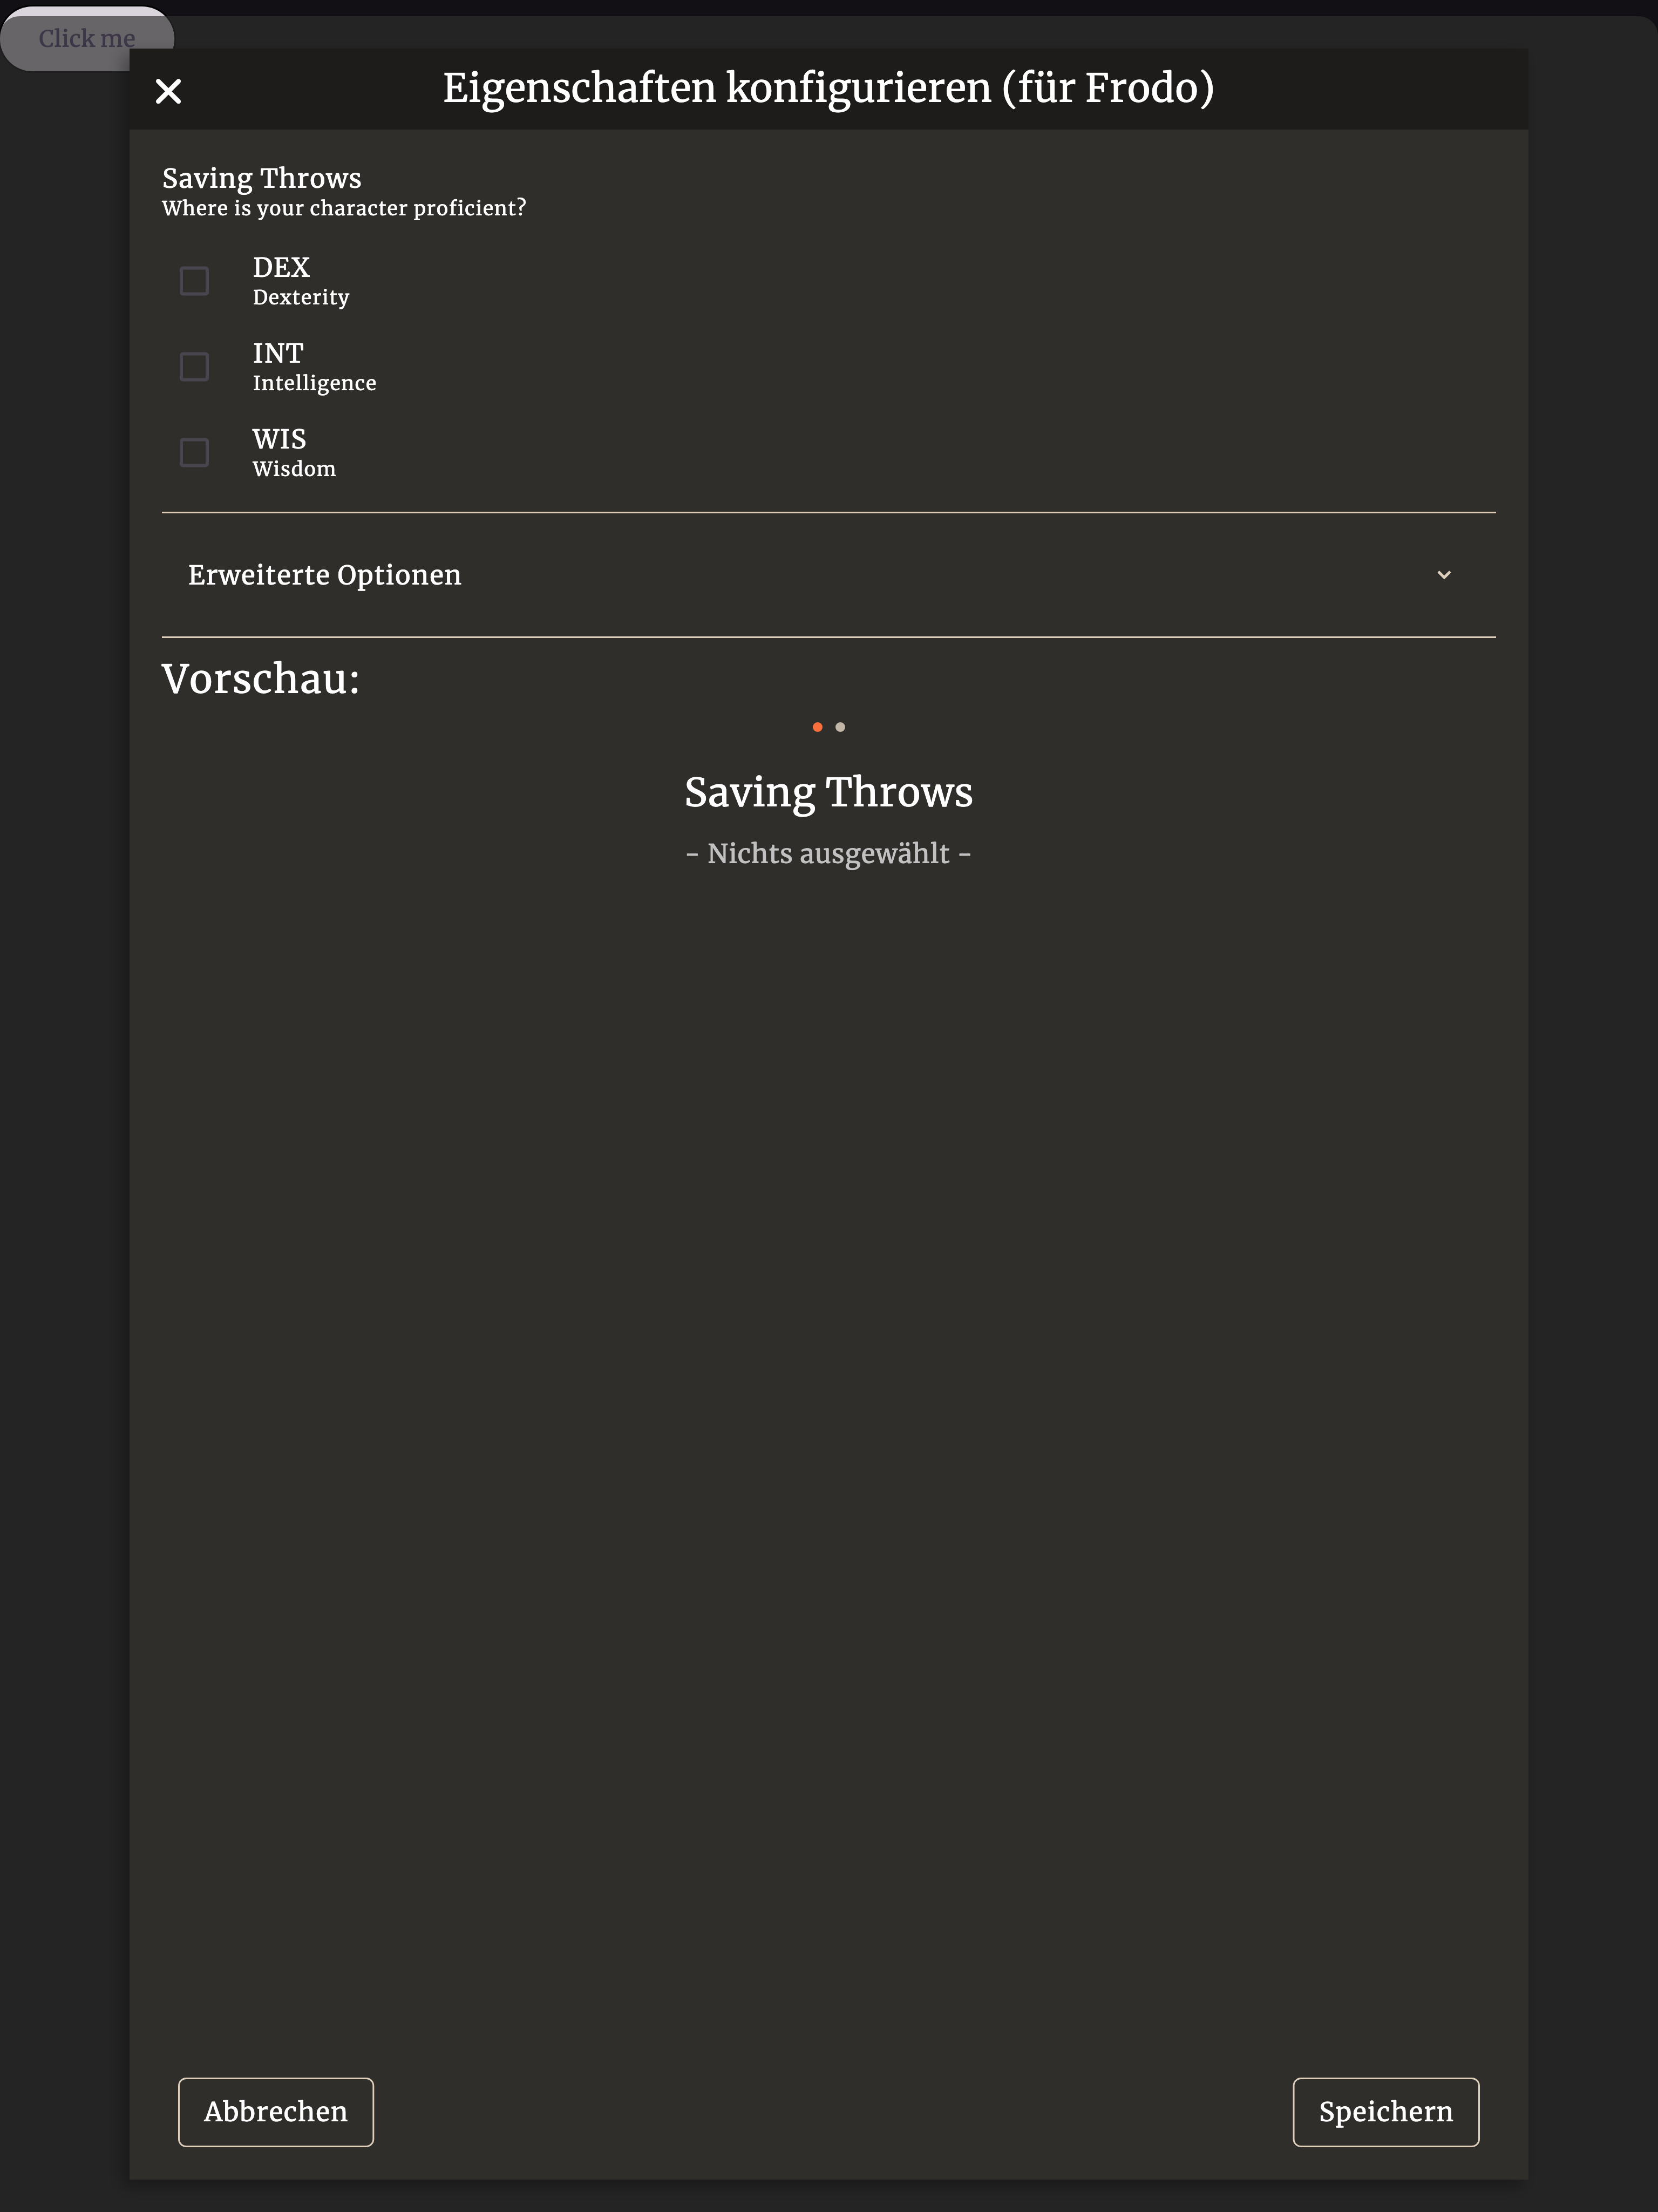 Click me
Eigenschaften konfigurieren (für Frodo)
Saving Throws
Where is your character proficient?
DEX
Dexterity
INT
Intelligence
WIS
Wisdom
Erweiterte Optionen
Vorschau:
Saving Throws
- Nichts ausgewählt -
Abbrechen
Speichern